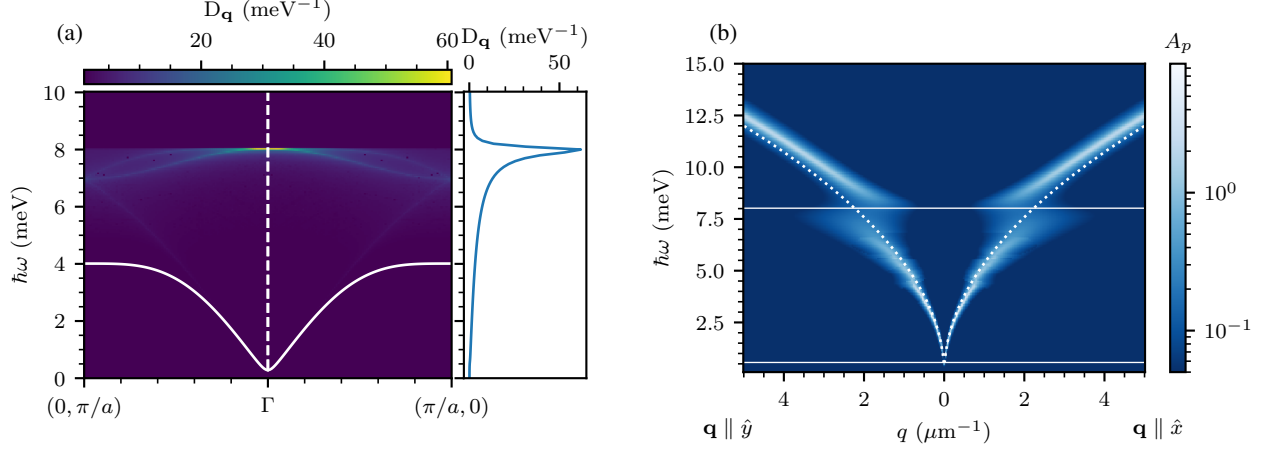 (a)
D_q (meV⁻¹)
20 40 60
D_q (meV⁻¹)
0 50
10
8
6
4
2
0
ħω (meV)
(0, π/a) Γ (π/a, 0)
(b)
A_p
15.0
12.5
10.0
7.5
5.0
2.5
ħω (meV)
10⁰
10⁻¹
4 2 0 2 4
q ∥ ŷ q (μm⁻¹) q ∥ x̂